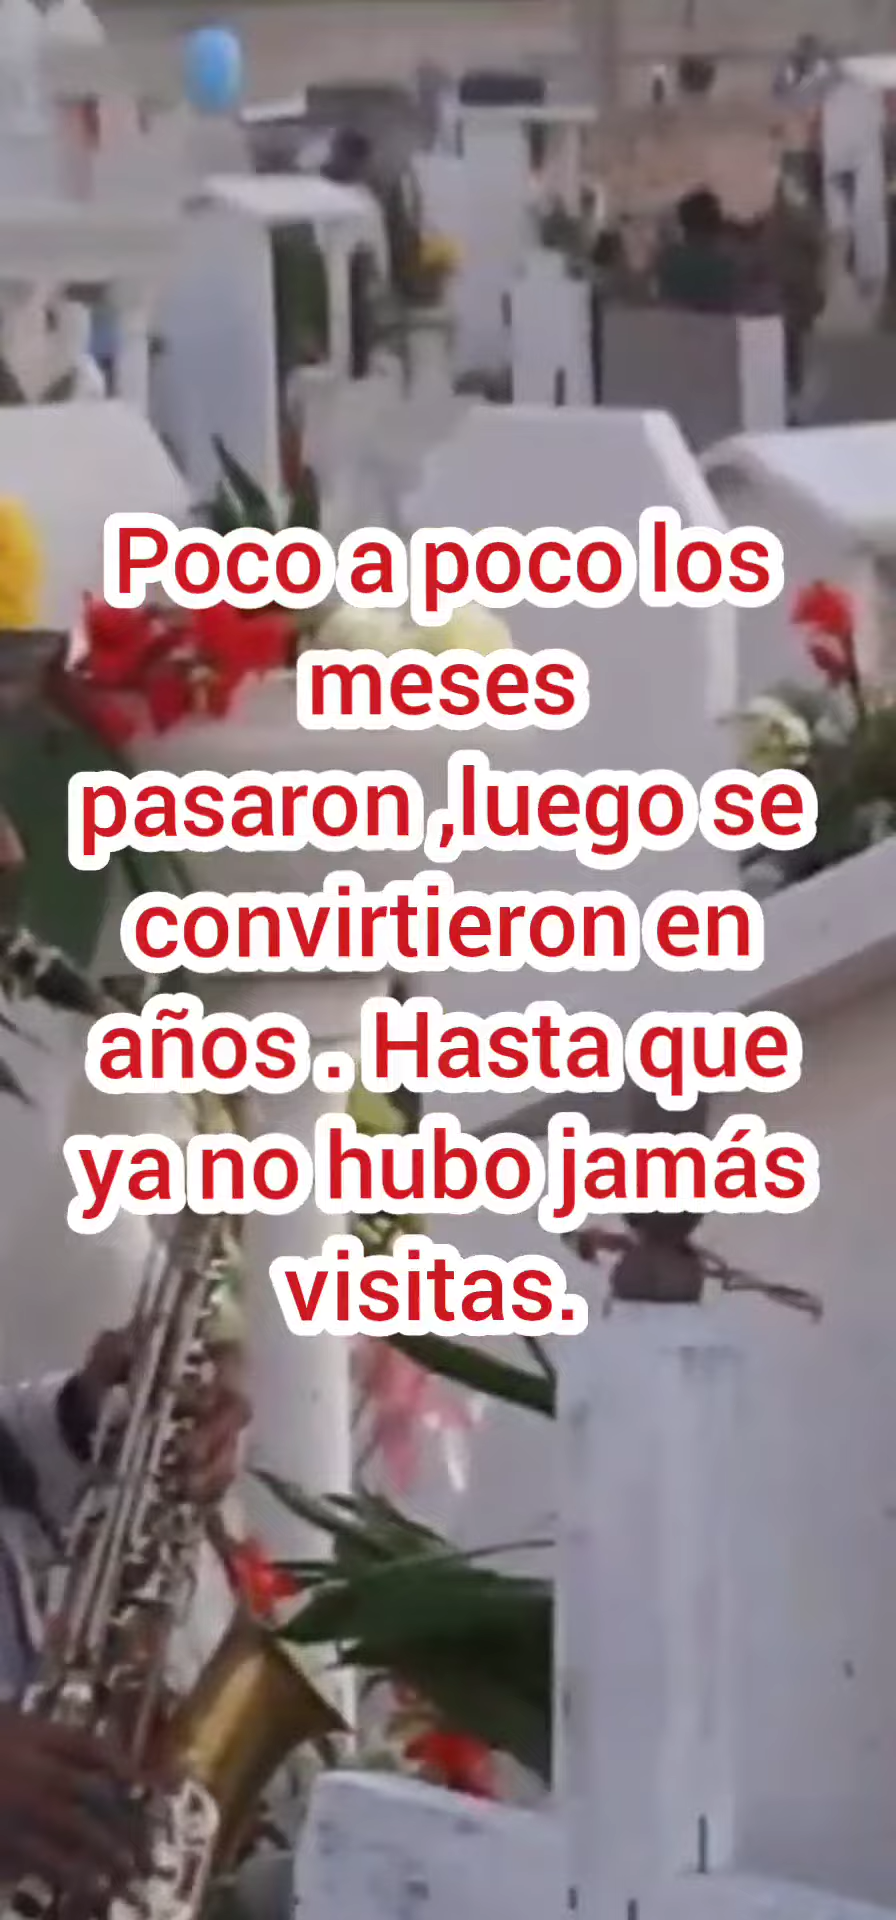 Poco a poco los
meses
pasaron ,luego se
convirtieron en
años . Hasta que
ya no hubo jamás
visitas.